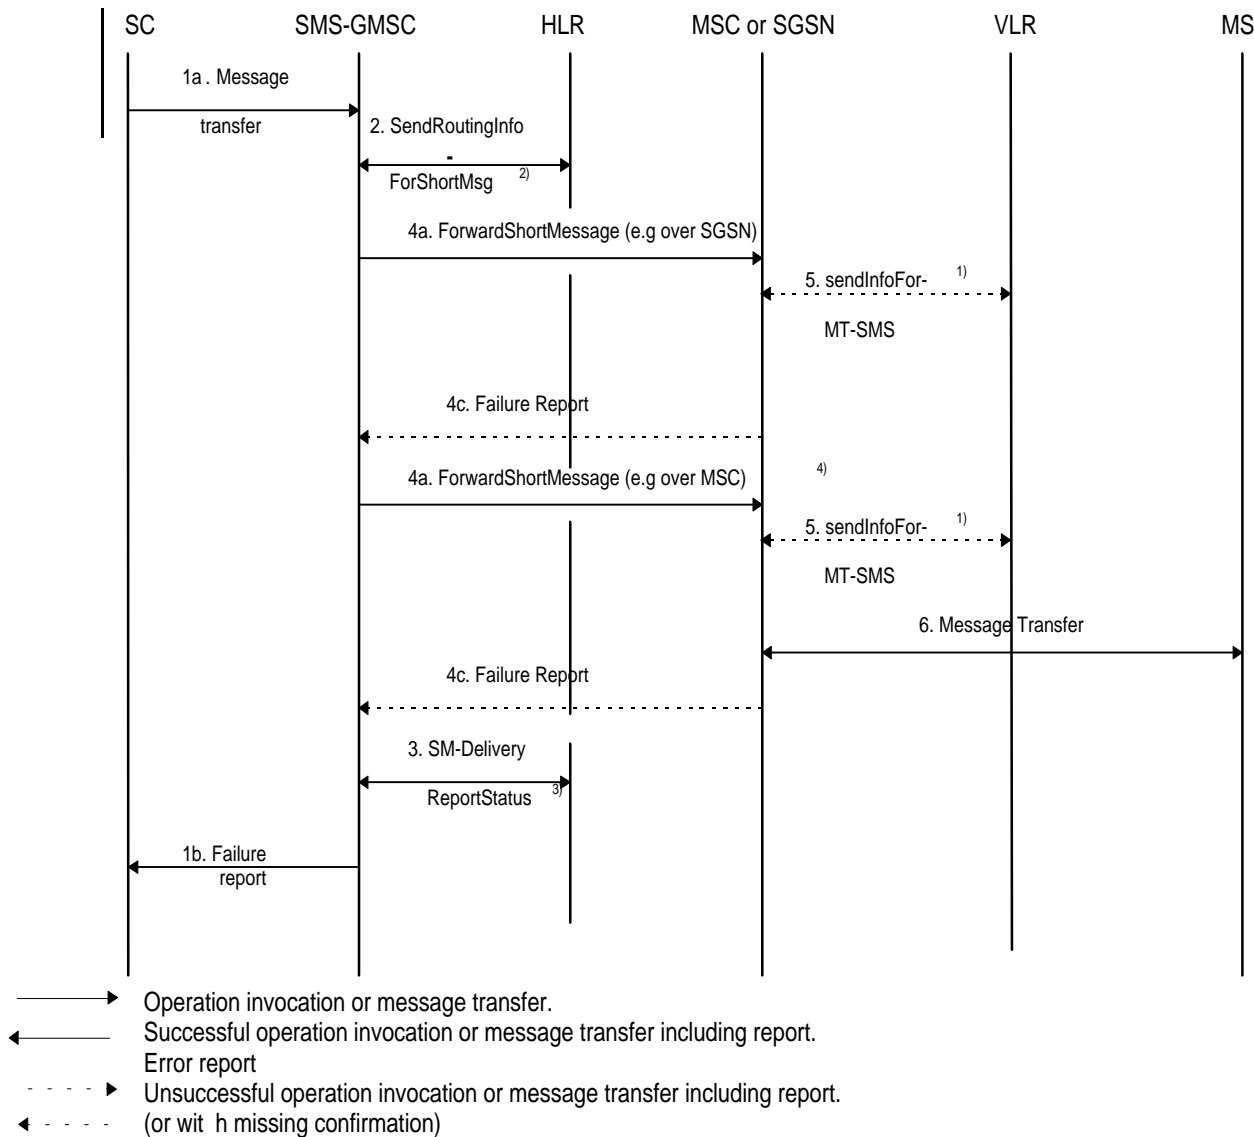 SC SMS-GMSC HLR MSC or SGSN VLR MS
1a . Message
transfer
2. SendRoutingInfo
-
ForShortMsg 2)
4a. ForwardShortMessage (e.g over SGSN)
5. sendInfoFor- 1)
MT-SMS
4c. Failure Report
4a. ForwardShortMessage (e.g over MSC) 4)
5. sendInfoFor- 1)
MT-SMS
6. Message Transfer
4c. Failure Report
3. SM-Delivery
ReportStatus 3)
1b. Failure
report
Operation invocation or message transfer.
Successful operation invocation or message transfer including report.
Error report
Unsuccessful operation invocation or message transfer including report.
(or wit h missing confirmation)